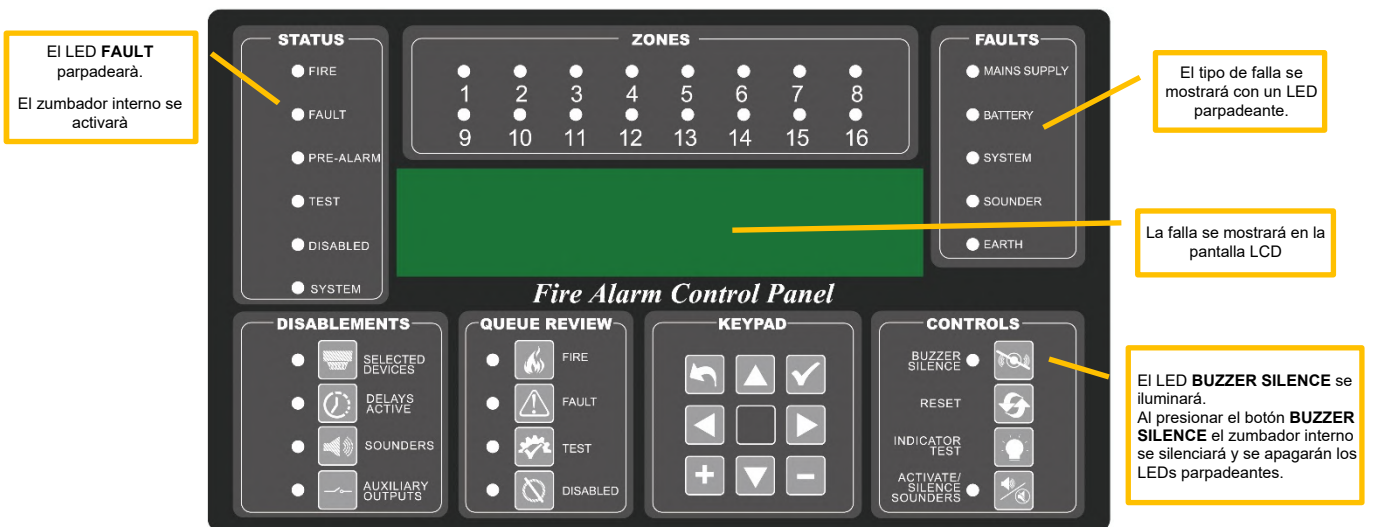 El LED FAULT
parpadearà.
El zumbador interno se
activarà
STATUS
FIRE
FAULT
PRE-ALARM
TEST
DISABLED
SYSTEM
ZONES
1 2 3 4 5 6 7 8
9 10 11 12 13 14 15 16
FAULTS
MAINS SUPPLY
BATTERY
SYSTEM
SOUNDER
EARTH
El tipo de falla se
mostrará con un LED
parpadeante.
La falla se mostrará en la
pantalla LCD
Fire Alarm Control Panel
DISABLEMENTS
SELECTED
DEVICES
DELAYS
ACTIVE
SOUNDERS
AUXILIARY
OUTPUTS
QUEUE REVIEW
FIRE
FAULT
TEST
DISABLED
KEYPAD
CONTROLS
BUZZER
SILENCE
RESET
INDICATOR
TEST
ACTIVATE/
SILENCE
SOUNDERS
El LED BUZZER SILENCE se
iluminará.
Al presionar el botón BUZZER
SILENCE el zumbador interno
se silenciará y se apagarán los
LEDs parpadeantes.